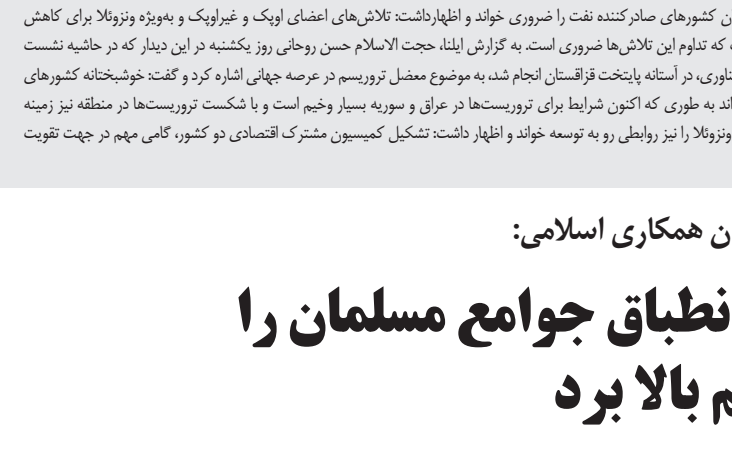 کشورهای صادرکننده نفت را ضروری خواند و اظهارداشت: تلاش‌های اعضای اوپک و غیراوپک و به‌ویژه ونزوئلا برای کاهش
که تداوم این تلاش‌ها ضروری است. به گزارش ایلنا، حجت الاسلام حسن روحانی روز یکشنبه در این دیدار که در حاشیه نشست
در آستانه پایتخت قزاقستان انجام شد، به موضوع معضل تروریسم در عرصه جهانی اشاره کرد و گفت: خوشبختانه کشورهای
به طوری که اکنون شرایط برای تروریست‌ها در عراق و سوریه بسیار وخیم است و با شکست تروریست‌ها در منطقه نیز زمینه
ونزوئلا را نیز روابطی رو به توسعه خواند و اظهار داشت: تشکیل کمیسیون مشترک اقتصادی دو کشور، گامی مهم در جهت تقویت
همکاری اسلامی:
نطباق جوامع مسلمان را
بالا برد